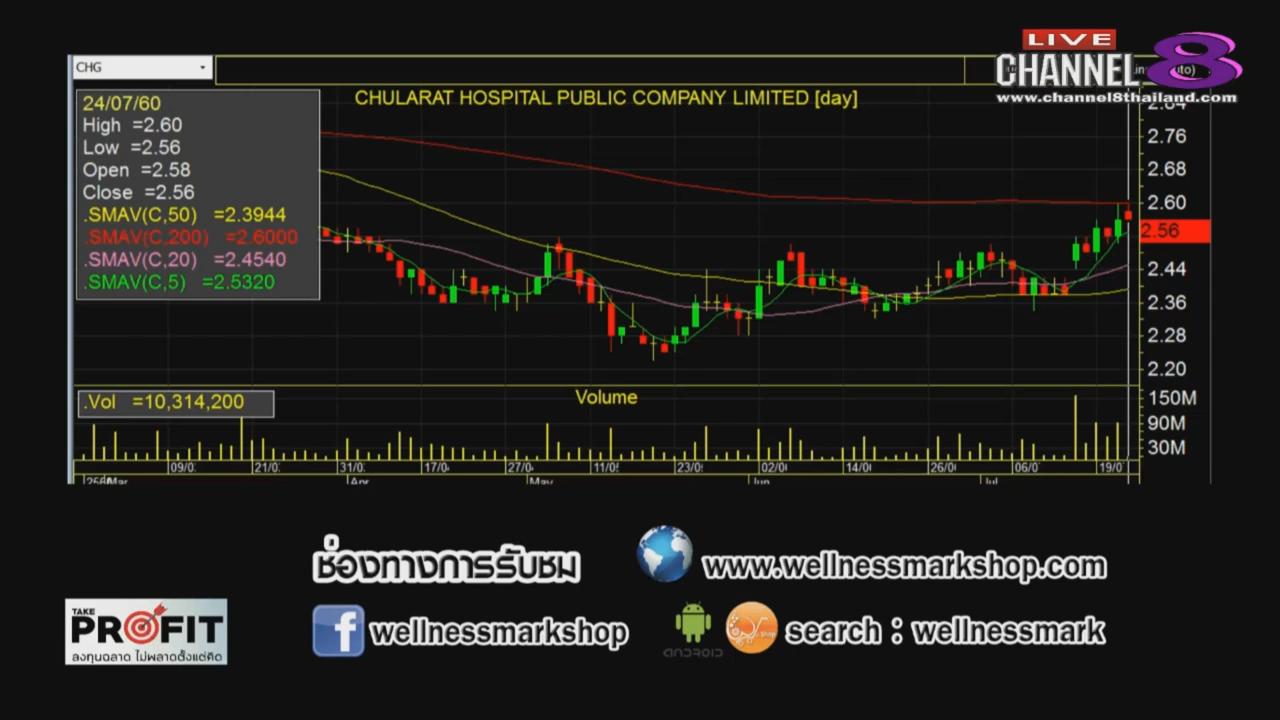 LIVE
CHANNEL 8
www.channel8thailand.com
CHG
CHULARAT HOSPITAL PUBLIC COMPANY LIMITED [day]
24/07/60
High =2.60
Low =2.56
Open =2.58
Close =2.56
.SMAV(C,50) =2.3944
.SMAV(C,200) =2.6000
.SMAV(C,20) =2.4540
.SMAV(C,5) =2.5320
2.84
2.76
2.68
2.60
2.56
2.44
2.36
2.28
2.20
.Vol =10,314,200
Volume
150M
90M
30M
09/0 21/0 31/0 17/0 27/0 11/0 23/0 02/0 14/0 26/0 06/0 19/0
Mar Apr May Jun Jul
ช่องทางการรับชม
www.wellnessmarkshop.com
wellnessmarkshop
search : wellnessmark
ANDROID
TAKE
PROFIT
ลงทุนฉลาด ไม่พลาดตั้งแต่คิด